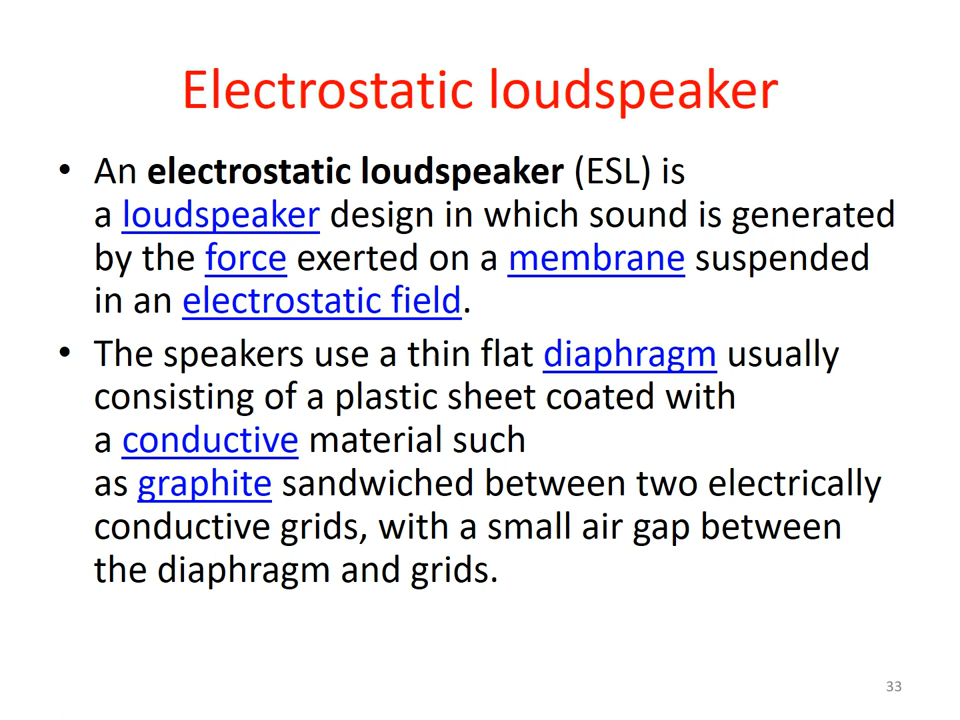 Electrostatic loudspeaker
• An electrostatic loudspeaker (ESL) is
a loudspeaker design in which sound is generated
by the force exerted on a membrane suspended
in an electrostatic field.
• The speakers use a thin flat diaphragm usually
consisting of a plastic sheet coated with
a conductive material such
as graphite sandwiched between two electrically
conductive grids, with a small air gap between
the diaphragm and grids.
33